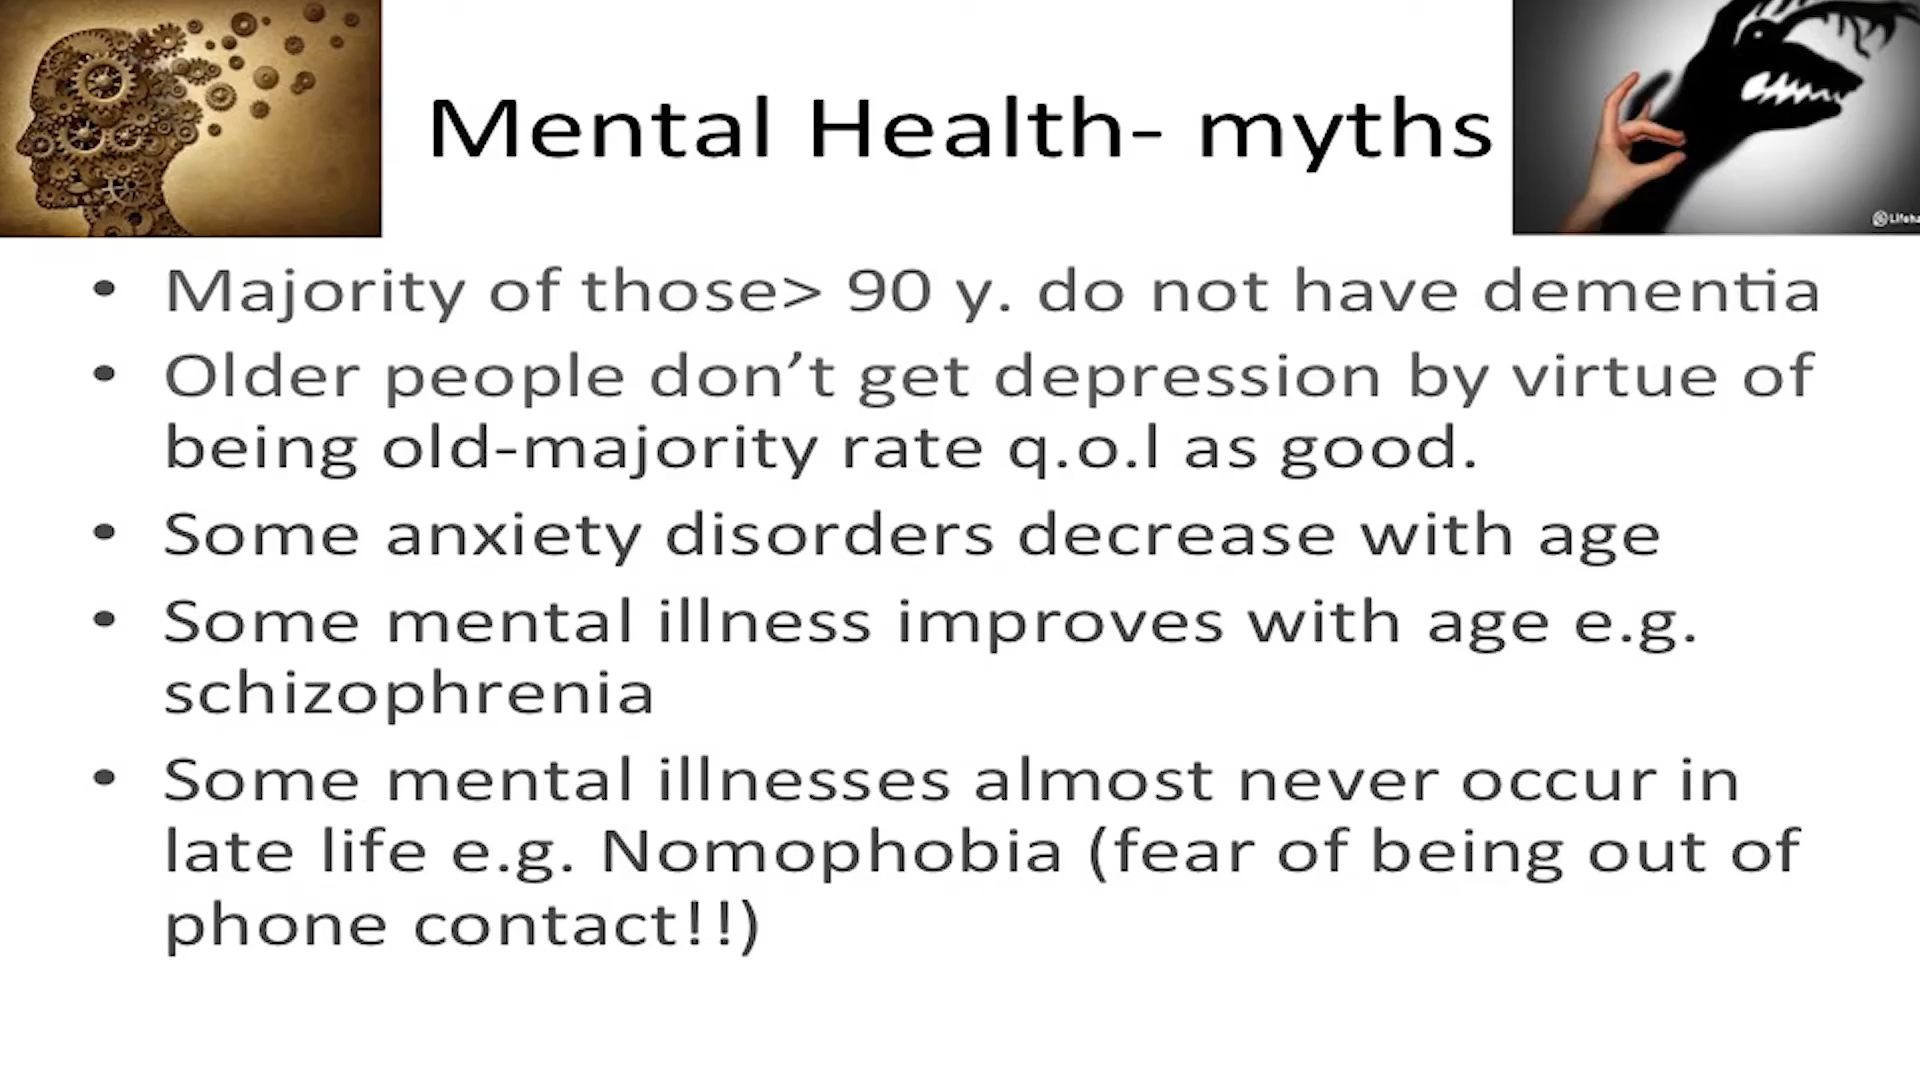 Mental Health- myths
• Majority of those> 90 y. do not have dementia
• Older people don’t get depression by virtue of
being old-majority rate q.o.l as good.
• Some anxiety disorders decrease with age
• Some mental illness improves with age e.g.
schizophrenia
• Some mental illnesses almost never occur in
late life e.g. Nomophobia (fear of being out of
phone contact!!)